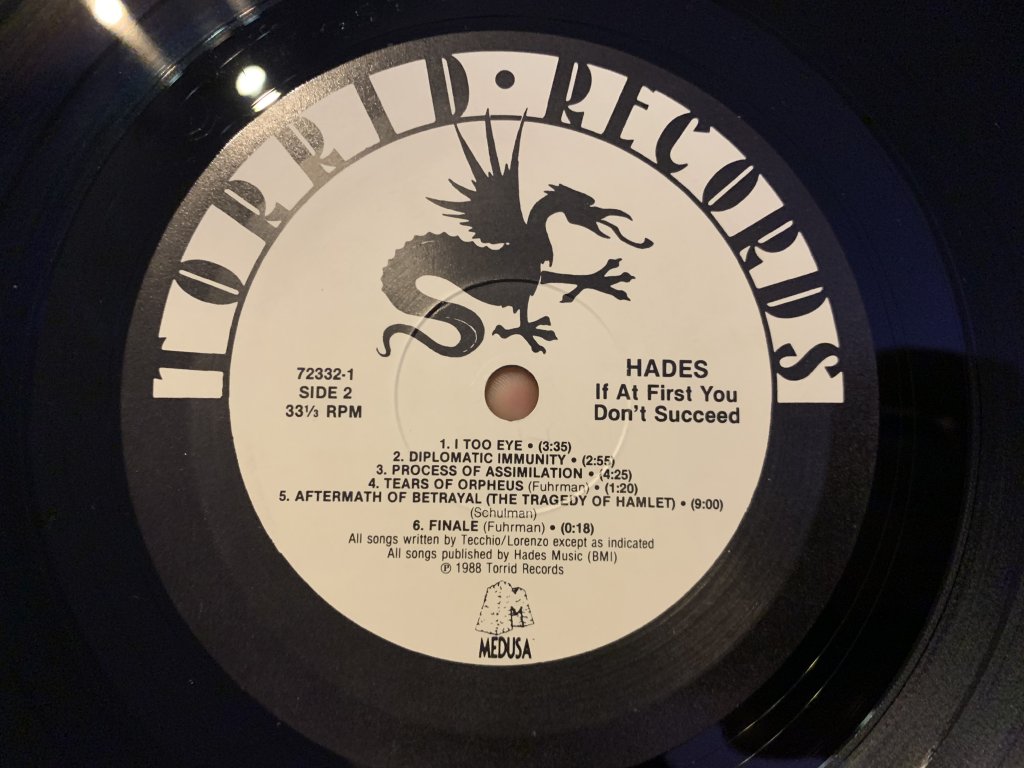 TORRID • RECORDS
72332-1
SIDE 2
33⅓ RPM
HADES
If At First You
Don't Succeed
1. I TOO EYE • (3:35)
2. DIPLOMATIC IMMUNITY • (2:55)
3. PROCESS OF ASSIMILATION • (4:25)
4. TEARS OF ORPHEUS (Fuhrman) • (1:20)
5. AFTERMATH OF BETRAYAL (THE TRAGEDY OF HAMLET) • (9:00)
(Schulman)
6. FINALE (Fuhrman) • (0:18)
All songs written by Tecchio/Lorenzo except as indicated
All songs published by Hades Music (BMI)
℗ 1988 Torrid Records
M
MEDUSA